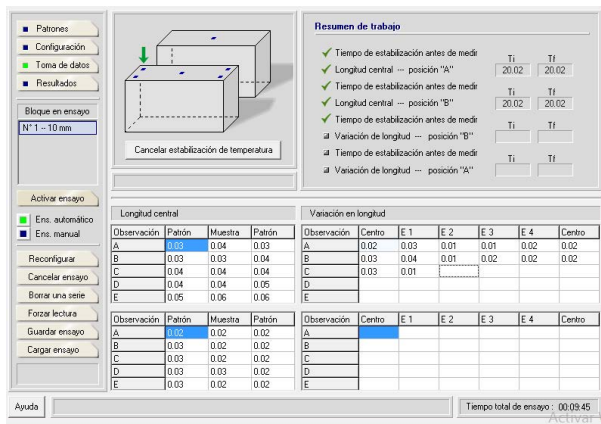 Patrones
Configuración
Toma de datos
Resultados
Bloque en ensayo
N° 1 -- 10 mm
Activar ensayo
Ens. automático
Ens. manual
Reconfigurar
Cancelar ensayo
Borrar una serie
Forzar lectura
Guardar ensayo
Cargar ensayo
Cancelar estabilización de temperatura
Resumen de trabajo
Tiempo de estabilización antes de medir
Ti Tf
Longitud central --- posición "A" 20.02 20.02
Tiempo de estabilización antes de medir
Ti Tf
Longitud central --- posición "B" 20.02 20.02
Tiempo de estabilización antes de medir
Ti Tf
Variación de longitud --- posición "B"
Tiempo de estabilización antes de medir
Ti Tf
Variación de longitud --- posición "A"
Longitud central
Observación Patrón Muestra Patrón
A 0.03 0.04 0.03
B 0.03 0.03 0.04
C 0.04 0.04 0.04
D 0.04 0.04 0.05
E 0.05 0.06 0.06
Observación Patrón Muestra Patrón
A 0.02 0.02 0.02
B 0.03 0.02 0.02
C 0.03 0.02 0.02
D 0.03 0.03 0.02
E 0.03 0.02 0.02
Variación en longitud
Observación Centro E 1 E 2 E 3 E 4 Centro
A 0.02 0.03 0.01 0.01 0.02 0.02
B 0.03 0.04 0.01 0.02 0.02 0.02
C 0.03 0.01
D
E
Observación Centro E 1 E 2 E 3 E 4 Centro
A
B
C
D
E
Ayuda
Tiempo total de ensayo : 00:09:45
Activar